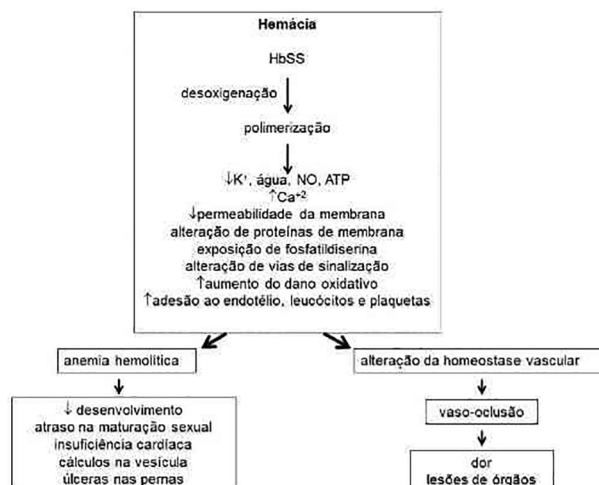 Hemácia
HbSS
desoxigenação
polimerização
↓K⁺, água, NO, ATP
↑Ca⁺²
↓permeabilidade da membrana
alteração de proteínas de membrana
exposição de fosfatildiserina
alteração de vias de sinalização
↑aumento do dano oxidativo
↑adesão ao endotélio, leucócitos e plaquetas
anemia hemolítica
↓ desenvolvimento
atraso na maturação sexual
insuficiência cardíaca
cálculos na vesícula
úlceras nas pernas
alteração da homeostase vascular
vaso-oclusão
dor
lesões de órgãos